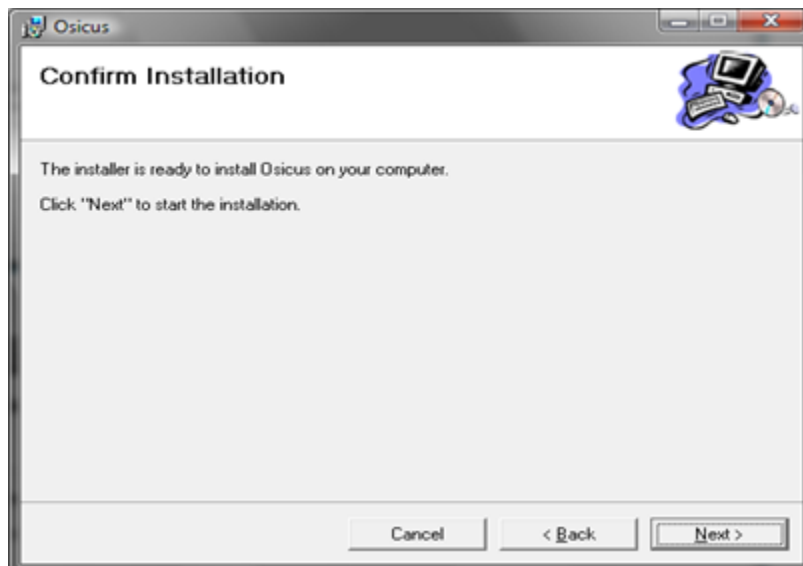 Osicus
Confirm Installation
The installer is ready to install Osicus on your computer.
Click "Next" to start the installation.
Cancel
< Back
Next >